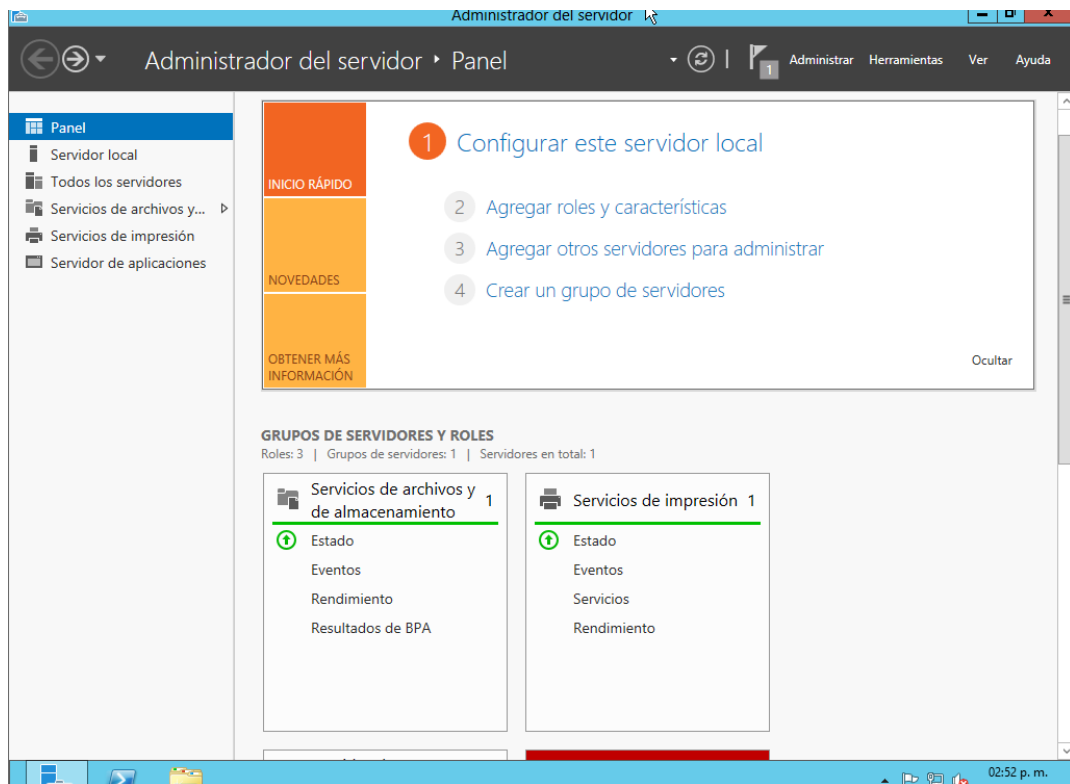 Administrador del servidor
Administrador del servidor ‣ Panel
1
Administrar Herramientas Ver Ayuda
Panel
Servidor local
Todos los servidores
Servicios de archivos y...
Servicios de impresión
Servidor de aplicaciones
INICIO RÁPIDO
NOVEDADES
OBTENER MÁS
INFORMACIÓN
1 Configurar este servidor local
2 Agregar roles y características
3 Agregar otros servidores para administrar
4 Crear un grupo de servidores
Ocultar
GRUPOS DE SERVIDORES Y ROLES
Roles: 3 | Grupos de servidores: 1 | Servidores en total: 1
Servicios de archivos y
de almacenamiento
1
Estado
Eventos
Rendimiento
Resultados de BPA
Servicios de impresión 1
Estado
Eventos
Servicios
Rendimiento
02:52 p. m.